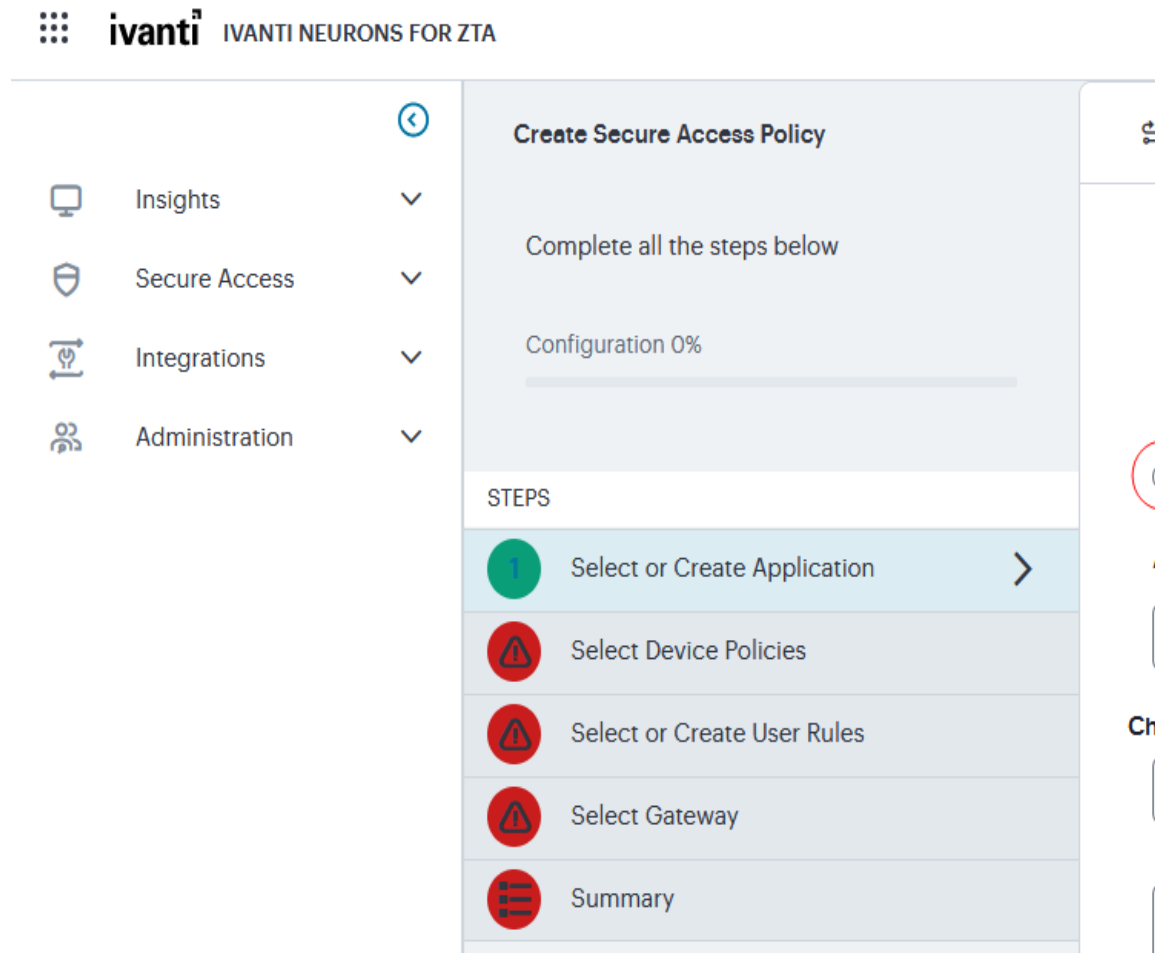 ivanti IVANTI NEURONS FOR ZTA
Insights
Secure Access
Integrations
Administration
Create Secure Access Policy
Complete all the steps below
Configuration 0%
STEPS
1 Select or Create Application
Select Device Policies
Select or Create User Rules
Select Gateway
Summary
Ch